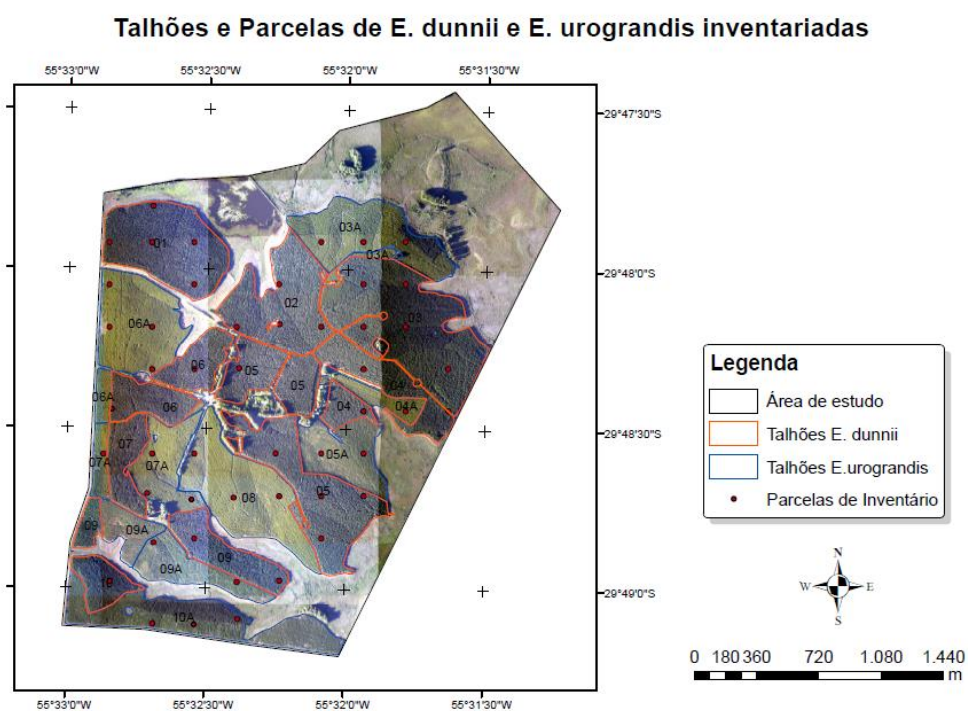 Talhões e Parcelas de E. dunnii e E. urograndis inventariadas
55°33'0"W 55°32'30"W 55°32'0"W 55°31'30"W
29°47'30"S
03A
01
03A
29°48'0"S
02
03
06A
06 05 05 04
06A 06 04 04A
29°48'30"S
07
07A 07A 05A
08 05
09 09A
09
09A
10
10A
29°49'0"S
55°33'0"W 55°32'30"W 55°32'0"W 55°31'30"W
Legenda
Área de estudo
Talhões E. dunnii
Talhões E.urograndis
Parcelas de Inventário
N
W E
S
0 180 360 720 1.080 1.440
m